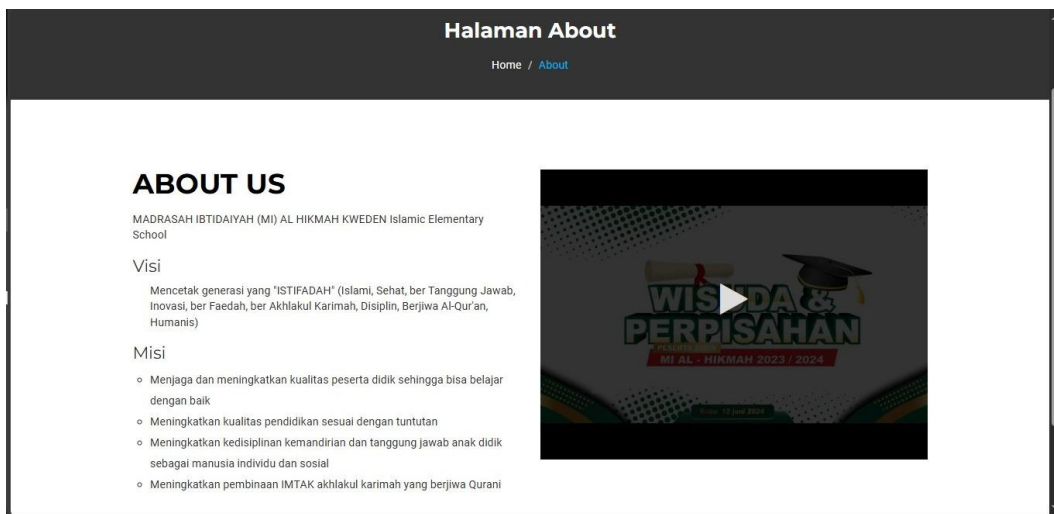 Halaman About
Home / About
ABOUT US
MADRASAH IBTIDAIYAH (MI) AL HIKMAH KWEDEN Islamic Elementary
School
Visi
Mencetak generasi yang "ISTIFADAH" (Islami, Sehat, ber Tanggung Jawab,
Inovasi, ber Faedah, ber Akhlakul Karimah, Disiplin, Berjiwa Al-Qur'an,
Humanis)
Misi
Menjaga dan meningkatkan kualitas peserta didik sehingga bisa belajar
dengan baik
Meningkatkan kualitas pendidikan sesuai dengan tuntutan
Meningkatkan kedisiplinan kemandirian dan tanggung jawab anak didik
sebagai manusia individu dan sosial
Meningkatkan pembinaan IMTAK akhlakul karimah yang berjiwa Qurani
WISUDA &
PERPISAHAN
MI AL - HIKMAH 2023 / 2024
12 Juni 2024